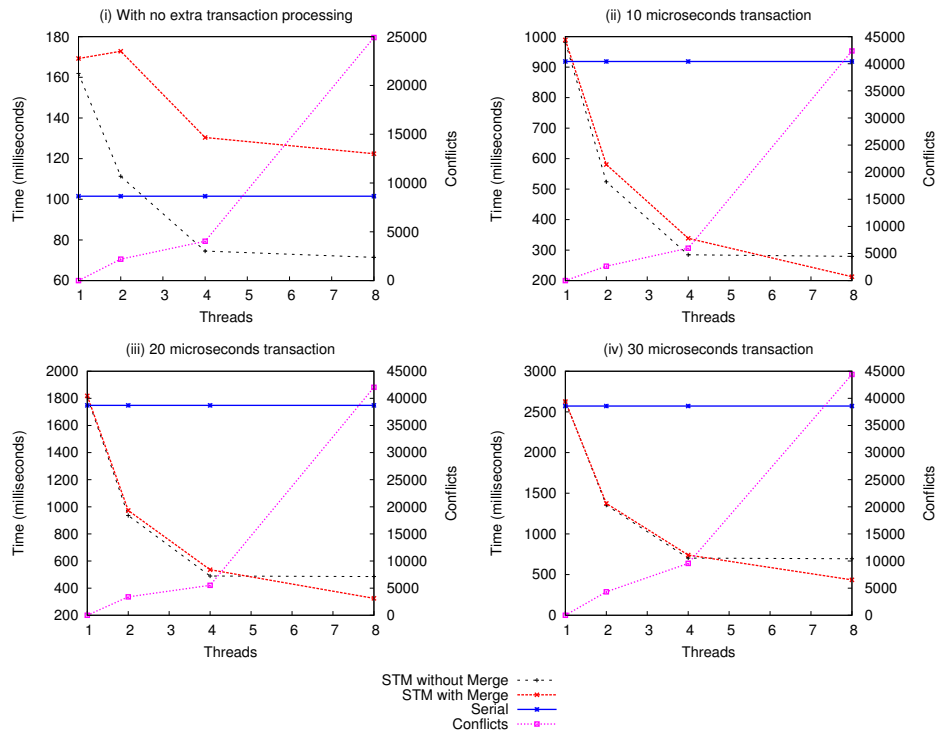 (i) With no extra transaction processing
180
160
140
120
100
80
60
25000
20000
15000
10000
5000
0
1 2 3 4 5 6 7 8
Time (milliseconds)
Conflicts
Threads
(ii) 10 microseconds transaction
1000
900
800
700
600
500
400
300
200
45000
40000
35000
30000
25000
20000
15000
10000
5000
0
1 2 3 4 5 6 7 8
Time (milliseconds)
Conflicts
Threads
(iii) 20 microseconds transaction
2000
1800
1600
1400
1200
1000
800
600
400
200
45000
40000
35000
30000
25000
20000
15000
10000
5000
0
1 2 3 4 5 6 7 8
Time (milliseconds)
Conflicts
Threads
(iv) 30 microseconds transaction
3000
2500
2000
1500
1000
500
0
45000
40000
35000
30000
25000
20000
15000
10000
5000
0
1 2 3 4 5 6 7 8
Time (milliseconds)
Conflicts
Threads
STM without Merge
STM with Merge
Serial
Conflicts